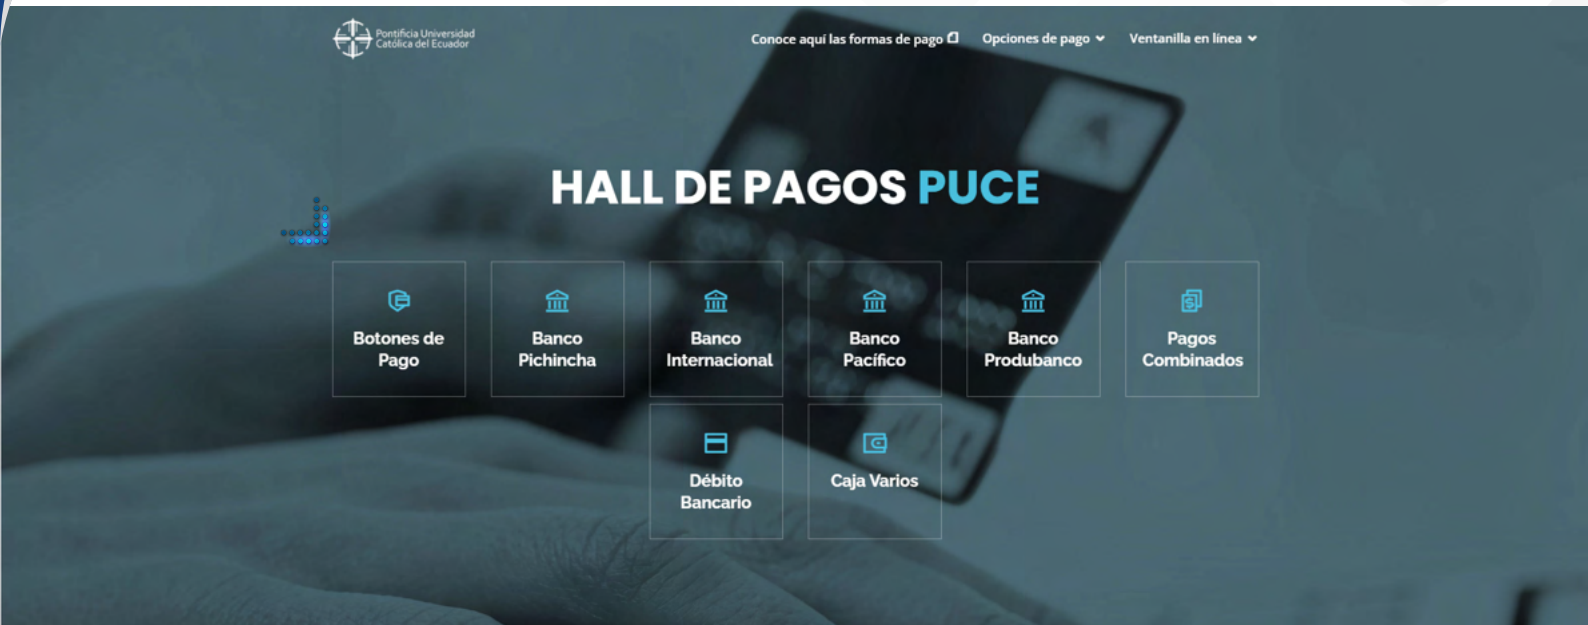 Pontificia Universidad
Católica del Ecuador
Conoce aquí las formas de pago
Opciones de pago
Ventanilla en línea
HALL DE PAGOS PUCE
Botones de
Pago
Banco
Pichincha
Banco
Internacional
Banco
Pacífico
Banco
Produbanco
Pagos
Combinados
Débito
Bancario
Caja Varios